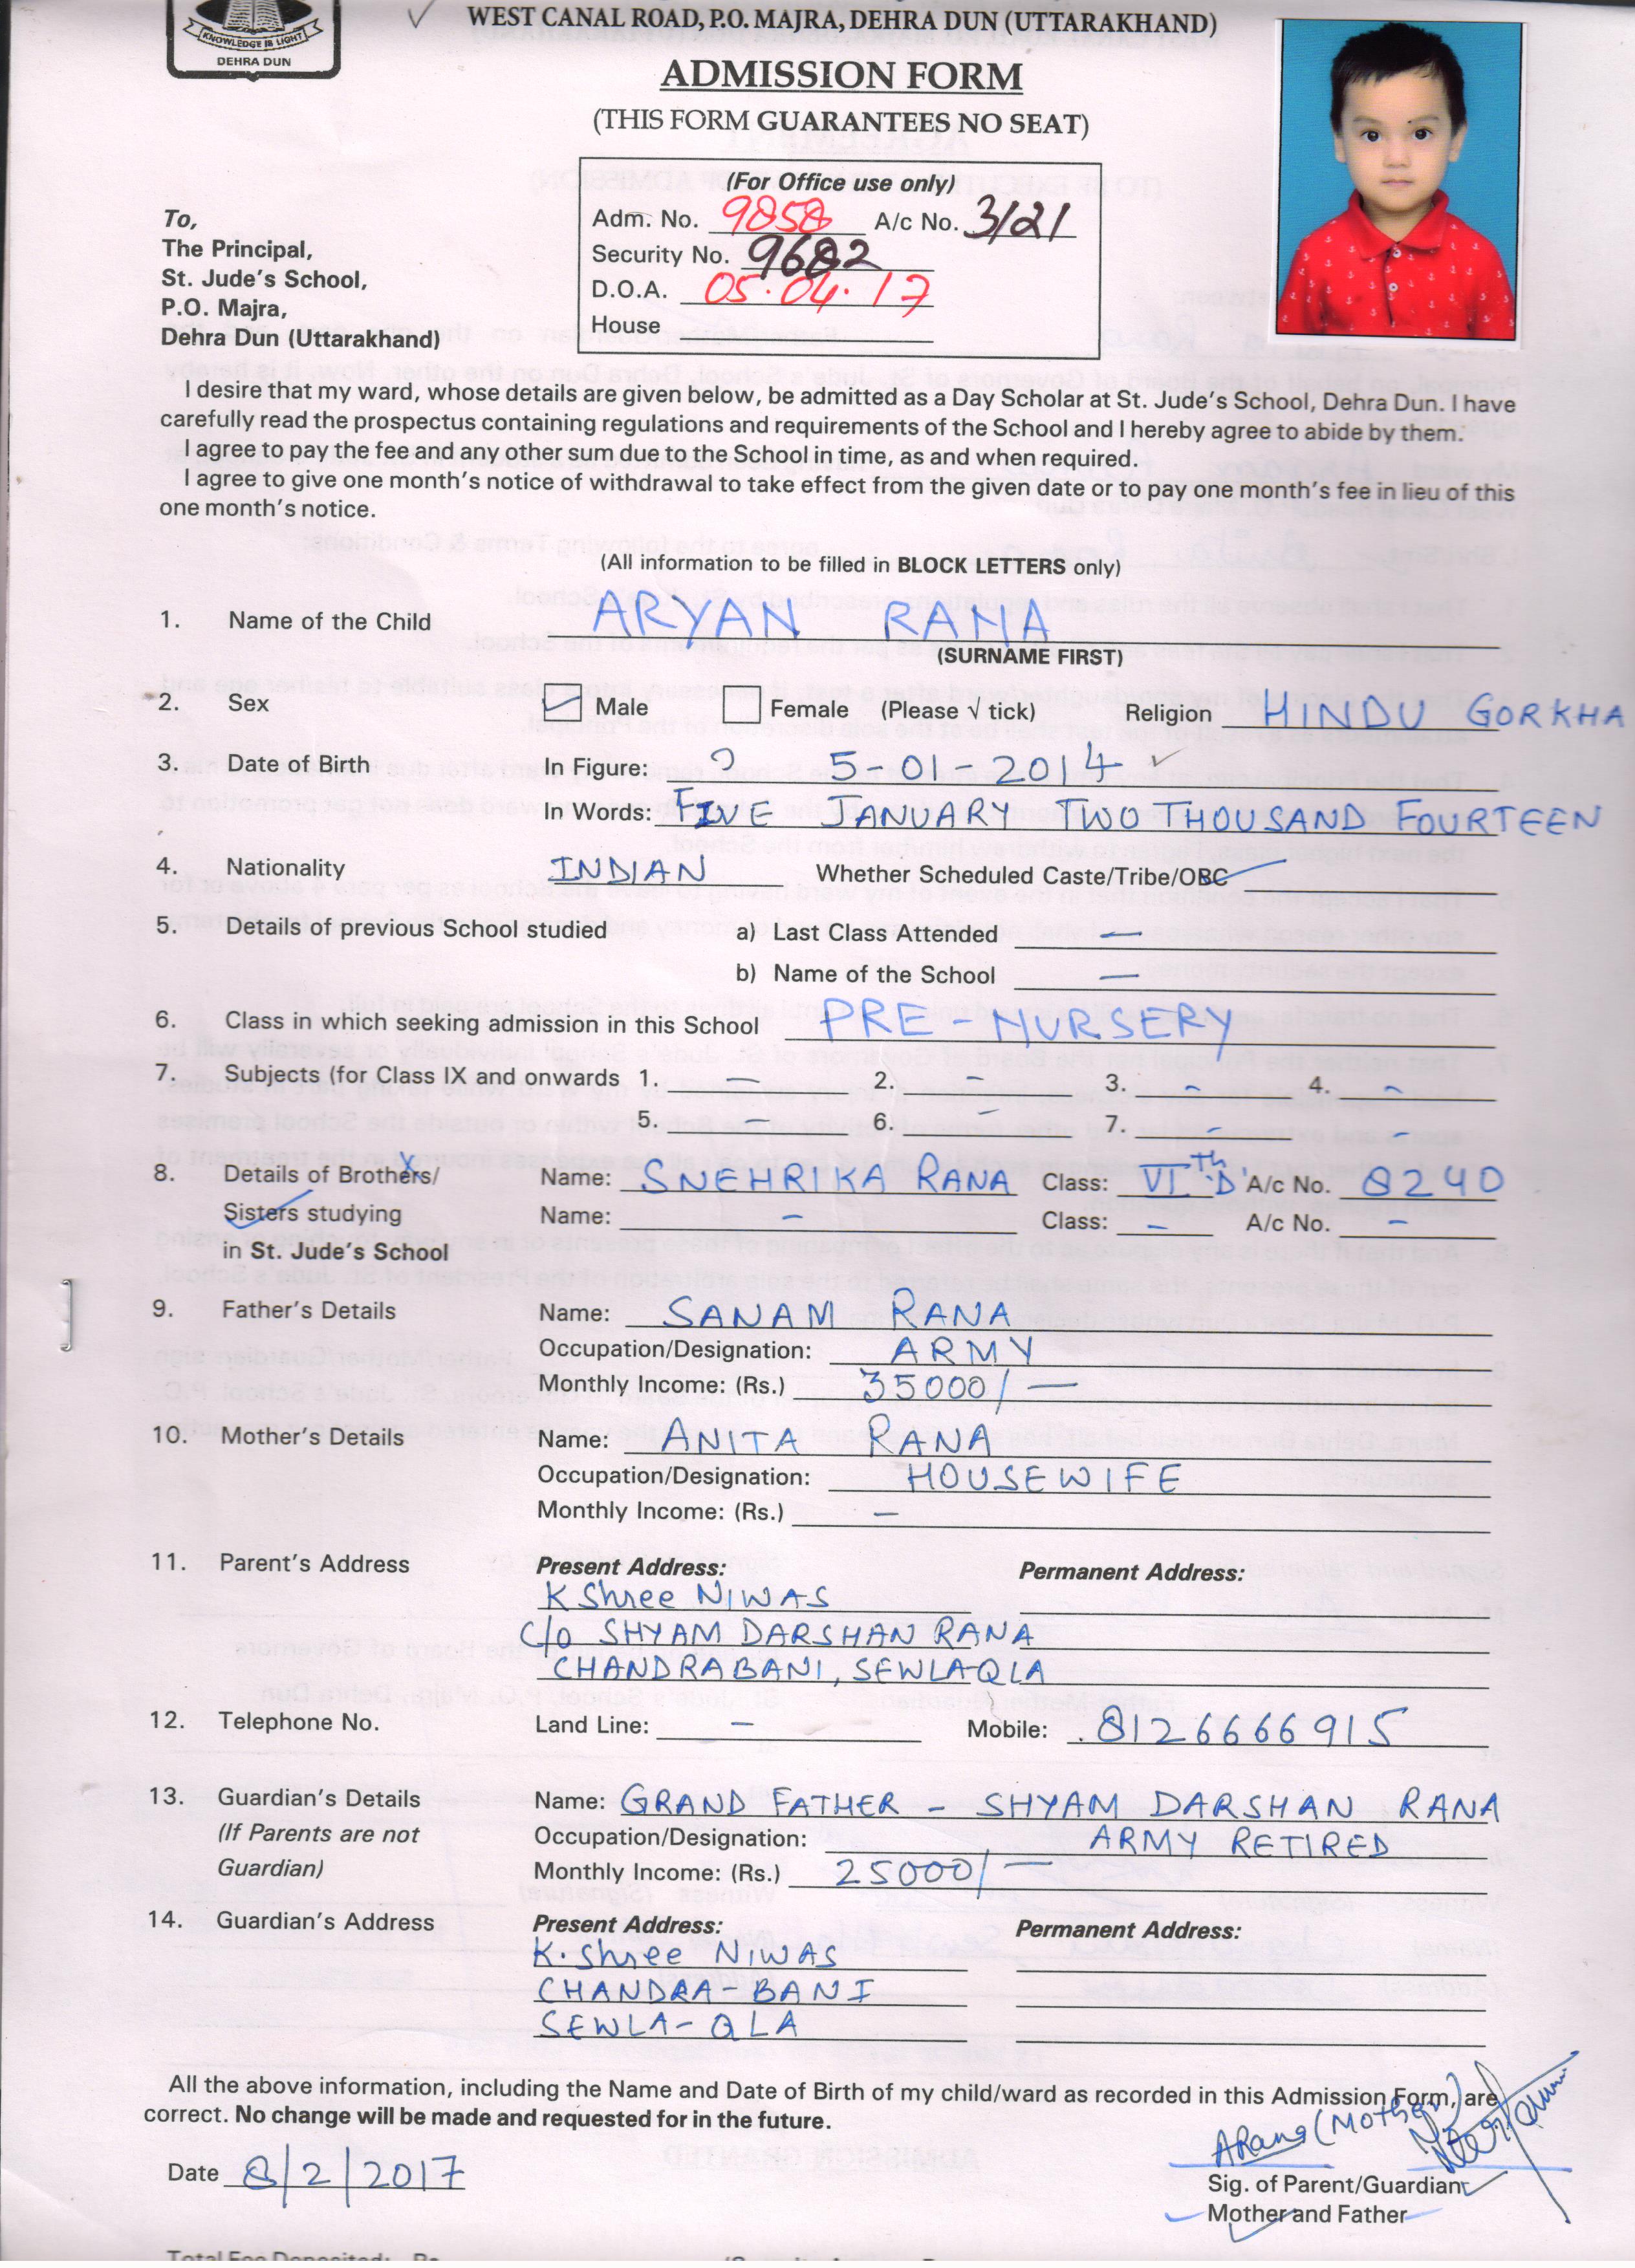 KNOWLEDGE IS LIGHT
DEHRA DUN
WEST CANAL ROAD, P.O. MAJRA, DEHRA DUN (UTTARAKHAND)
ADMISSION FORM
(THIS FORM GUARANTEES NO SEAT)
(For Office use only)
Adm. No. 9858 A/c No. 3/21
Security No. 9682
D.O.A. 05.04.17
House
To,
The Principal,
St. Jude's School,
P.O. Majra,
Dehra Dun (Uttarakhand)
I desire that my ward, whose details are given below, be admitted as a Day Scholar at St. Jude's School, Dehra Dun. I have
carefully read the prospectus containing regulations and requirements of the School and I hereby agree to abide by them.
I agree to pay the fee and any other sum due to the School in time, as and when required.
I agree to give one month's notice of withdrawal to take effect from the given date or to pay one month's fee in lieu of this
one month's notice.
(All information to be filled in BLOCK LETTERS only)
1. Name of the Child ARYAN RANA
(SURNAME FIRST)
2. Sex Male Female (Please √ tick) Religion HINDU GORKHA
3. Date of Birth In Figure: ? 5-01-2014
In Words: FIVE JANUARY TWO THOUSAND FOURTEEN
4. Nationality INDIAN Whether Scheduled Caste/Tribe/OBC
5. Details of previous School studied a) Last Class Attended —
b) Name of the School —
6. Class in which seeking admission in this School PRE-NURSERY
7. Subjects (for Class IX and onwards 1. — 2. — 3. — 4. —
5. — 6. — 7. — —
8. Details of Brothers/ Name: SNEHRIKA RANA Class: VI Th 'D' A/c No. 8240
Sisters studying Name: — Class: — A/c No. —
in St. Jude's School
9. Father's Details Name: SANAM RANA
Occupation/Designation: ARMY
Monthly Income: (Rs.) 35000/—
10. Mother's Details Name: ANITA RANA
Occupation/Designation: HOUSEWIFE
Monthly Income: (Rs.) —
11. Parent's Address Present Address: Permanent Address:
K Shree NIWAS
C/o SHYAM DARSHAN RANA
CHANDRABANI, SEWLA-QLA
12. Telephone No. Land Line: — Mobile: 8126666915
13. Guardian's Details Name: GRAND FATHER - SHYAM DARSHAN RANA
(If Parents are not Occupation/Designation: ARMY RETIRED
Guardian) Monthly Income: (Rs.) 25000/—
14. Guardian's Address Present Address: Permanent Address:
K. Shree NIWAS
CHANDRA-BANI
SEWLA-QLA
All the above information, including the Name and Date of Birth of my child/ward as recorded in this Admission Form, are
correct. No change will be made and requested for in the future.
ARana (Mother)
Date 8/2/2017
Sig. of Parent/Guardian
Mother and Father